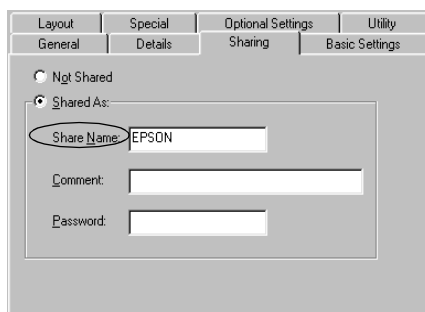 Layout Special Optional Settings Utility
General Details Sharing Basic Settings
Not Shared
Shared As:
Share Name: EPSON
Comment:
Password: